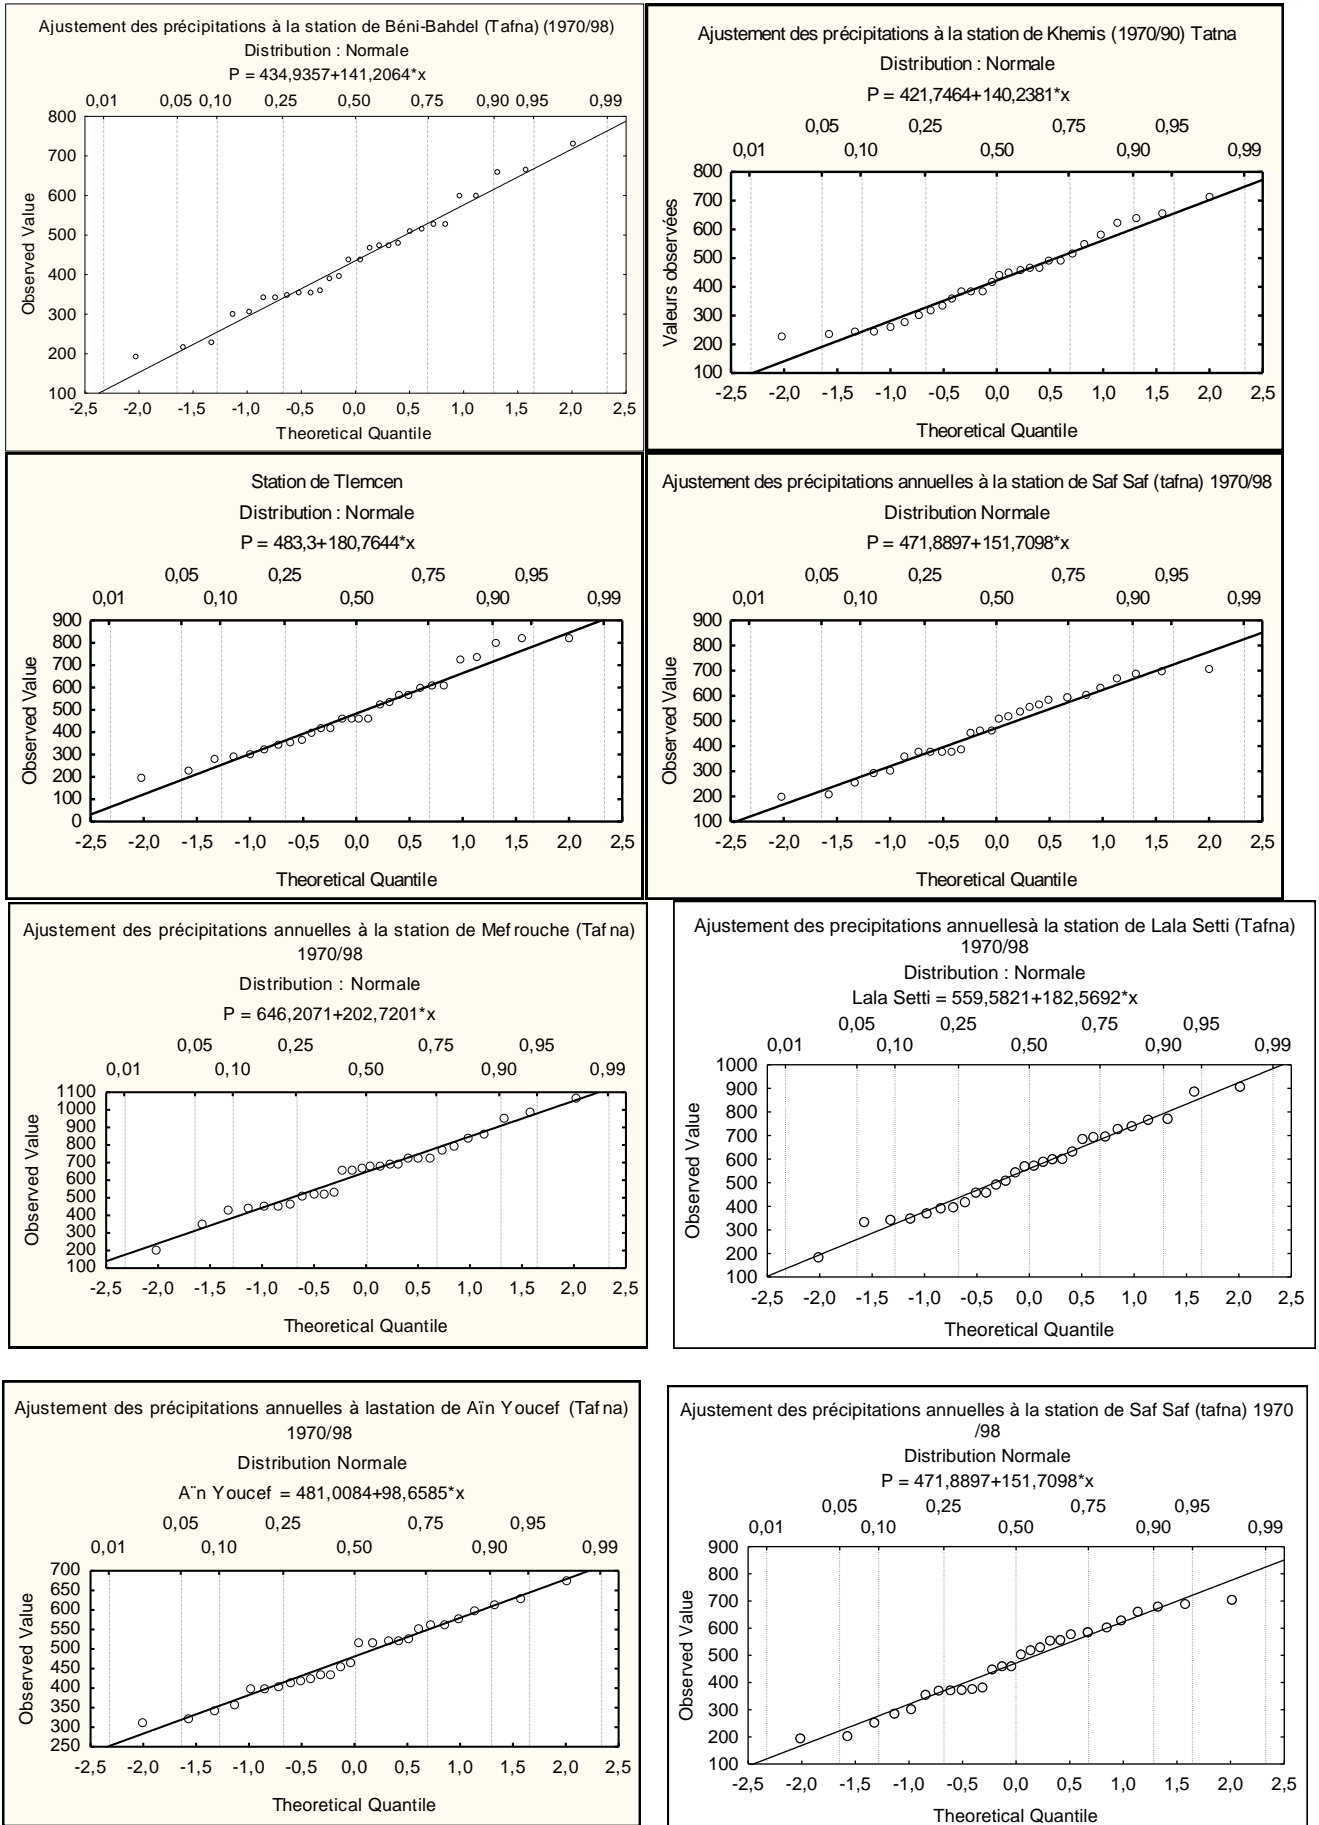 Ajustement des précipitations à la station de Béni-Bahdel (Tafna) (1970/98)
Distribution : Normale
P = 434,9357+141,2064*x
0,01 0,05 0,10 0,25 0,50 0,75 0,90 0,95 0,99
Observed Value
800
700
600
500
400
300
200
100
-2,5 -2,0 -1,5 -1,0 -0,5 0,0 0,5 1,0 1,5 2,0 2,5
Theoretical Quantile
Ajustement des précipitations à la station de Khemis (1970/90) Tatna
Distribution : Normale
P = 421,7464+140,2381*x
0,05 0,25 0,75 0,95
0,01 0,10 0,50 0,90 0,99
Valeurs observées
800
700
600
500
400
300
200
100
-2,5 -2,0 -1,5 -1,0 -0,5 0,0 0,5 1,0 1,5 2,0 2,5
Theoretical Quantile
Station de Tlemcen
Distribution : Normale
P = 483,3+180,7644*x
0,05 0,25 0,75 0,95
0,01 0,10 0,50 0,90 0,99
Observed Value
900
800
700
600
500
400
300
200
100
0
-2,5 -2,0 -1,5 -1,0 -0,5 0,0 0,5 1,0 1,5 2,0 2,5
Theoretical Quantile
Ajustement des précipitations annuelles à la station de Saf Saf (tafna) 1970/98
Distribution Normale
P = 471,8897+151,7098*x
0,05 0,25 0,75 0,95
0,01 0,10 0,50 0,90 0,99
Observed Value
900
800
700
600
500
400
300
200
100
-2,5 -2,0 -1,5 -1,0 -0,5 0,0 0,5 1,0 1,5 2,0 2,5
Theoretical Quantile
Ajustement des précipitations annuelles à la station de Mefrouche (Tafna)
1970/98
Distribution : Normale
P = 646,2071+202,7201*x
0,05 0,25 0,75 0,95
0,01 0,10 0,50 0,90 0,99
Observed Value
1100
1000
900
800
700
600
500
400
300
200
100
-2,5 -2,0 -1,5 -1,0 -0,5 0,0 0,5 1,0 1,5 2,0 2,5
Theoretical Quantile
Ajustement des precipitations annuellesà la station de Lala Setti (Tafna)
1970/98
Distribution : Normale
Lala Setti = 559,5821+182,5692*x
0,05 0,25 0,75 0,95
0,01 0,10 0,50 0,90 0,99
Observed Value
1000
900
800
700
600
500
400
300
200
100
-2,5 -2,0 -1,5 -1,0 -0,5 0,0 0,5 1,0 1,5 2,0 2,5
Theoretical Quantile
Ajustement des précipitations annuelles à lastation de Aïn Youcef (Tafna)
1970/98
Distribution Normale
A¨n Youcef = 481,0084+98,6585*x
0,05 0,25 0,75 0,95
0,01 0,10 0,50 0,90 0,99
Observed Value
700
650
600
550
500
450
400
350
300
250
-2,5 -2,0 -1,5 -1,0 -0,5 0,0 0,5 1,0 1,5 2,0 2,5
Theoretical Quantile
Ajustement des précipitations annuelles à la station de Saf Saf (tafna) 1970
/98
Distribution Normale
P = 471,8897+151,7098*x
0,05 0,25 0,75 0,95
0,01 0,10 0,50 0,90 0,99
Observed Value
900
800
700
600
500
400
300
200
100
-2,5 -2,0 -1,5 -1,0 -0,5 0,0 0,5 1,0 1,5 2,0 2,5
Theoretical Quantile